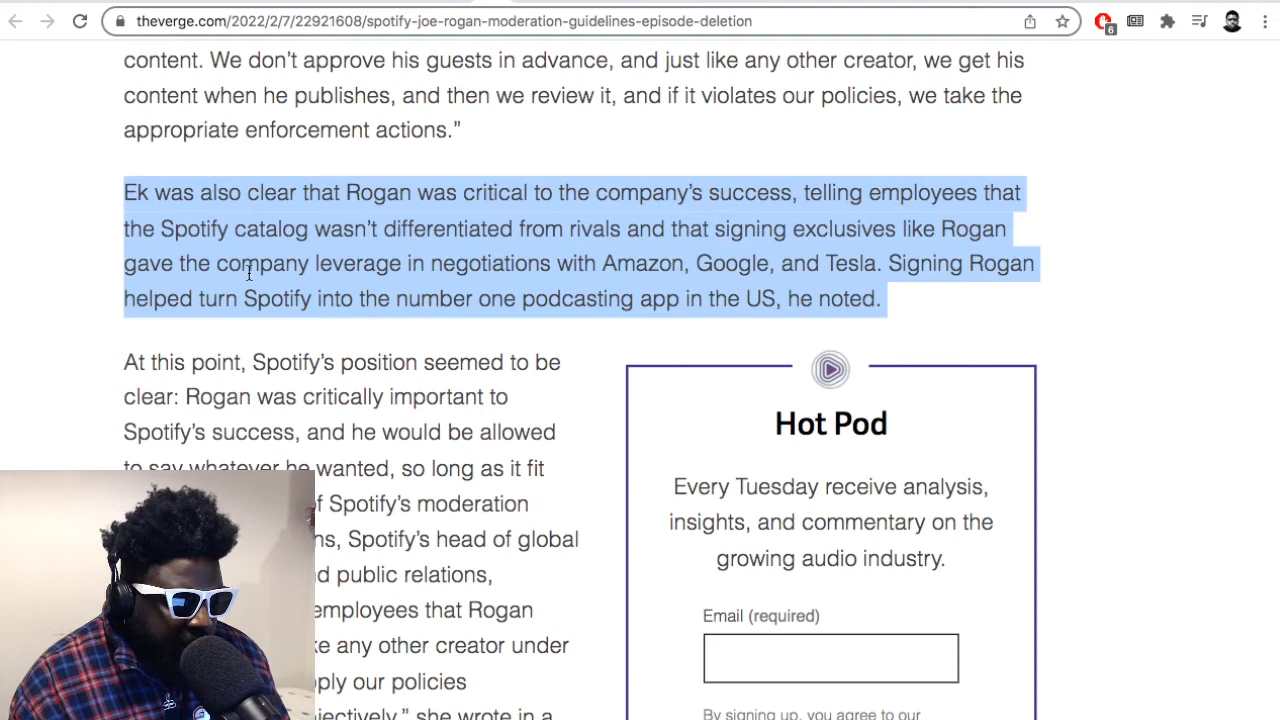 theverge.com/2022/2/7/22921608/spotify-joe-rogan-moderation-guidelines-episode-deletion
6
content. We don’t approve his guests in advance, and just like any other creator, we get his
content when he publishes, and then we review it, and if it violates our policies, we take the
appropriate enforcement actions.”
Ek was also clear that Rogan was critical to the company’s success, telling employees that
the Spotify catalog wasn’t differentiated from rivals and that signing exclusives like Rogan
gave the company leverage in negotiations with Amazon, Google, and Tesla. Signing Rogan
helped turn Spotify into the number one podcasting app in the US, he noted.
At this point, Spotify’s position seemed to be
clear: Rogan was critically important to
Spotify’s success, and he would be allowed
to say whatever he wanted, so long as it fit
of Spotify’s moderation
Spotify’s head of global
public relations,
employees that Rogan
any other creator under
our policies
she wrote in a
Hot Pod
Every Tuesday receive analysis,
insights, and commentary on the
growing audio industry.
Email (required)
By signing up, you agree to our